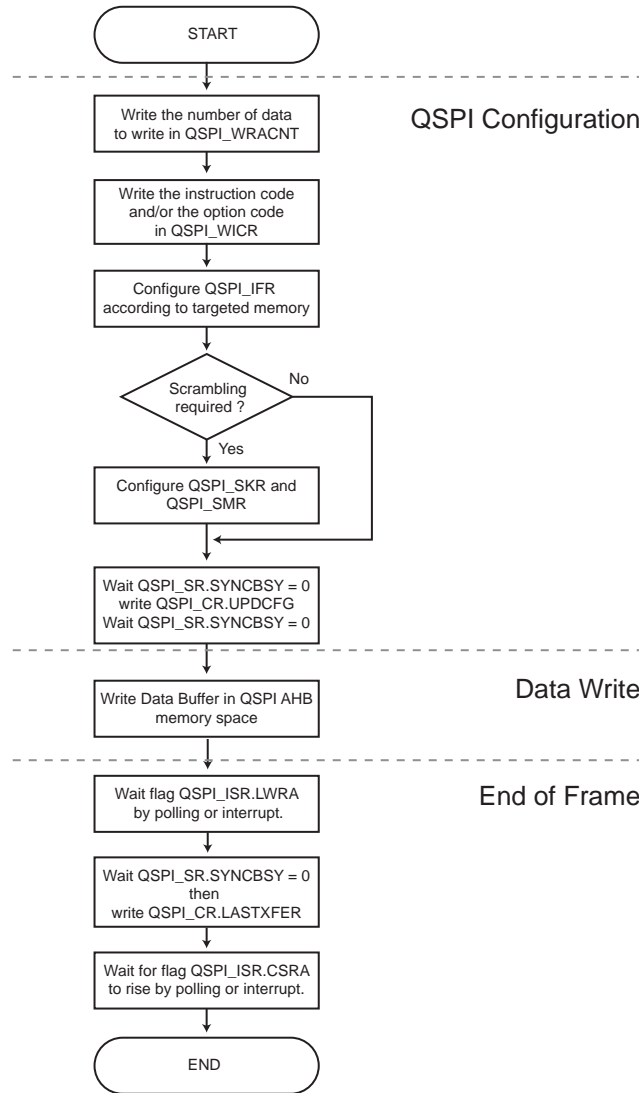 START
QSPI Configuration
Write the number of data
to write in QSPI_WRACNT
Write the instruction code
and/or the option code
in QSPI_WICR
Configure QSPI_IFR
according to targeted memory
Scrambling
required ?
No
Yes
Configure QSPI_SKR and
QSPI_SMR
Wait QSPI_SR.SYNCBSY = 0
write QSPI_CR.UPDCFG
Wait QSPI_SR.SYNCBSY = 0
Data Write
Write Data Buffer in QSPI AHB
memory space
End of Frame
Wait flag QSPI_ISR.LWRA
by polling or interrupt.
Wait QSPI_SR.SYNCBSY = 0
then
write QSPI_CR.LASTXFER
Wait for flag QSPI_ISR.CSRA
to rise by polling or interrupt.
END